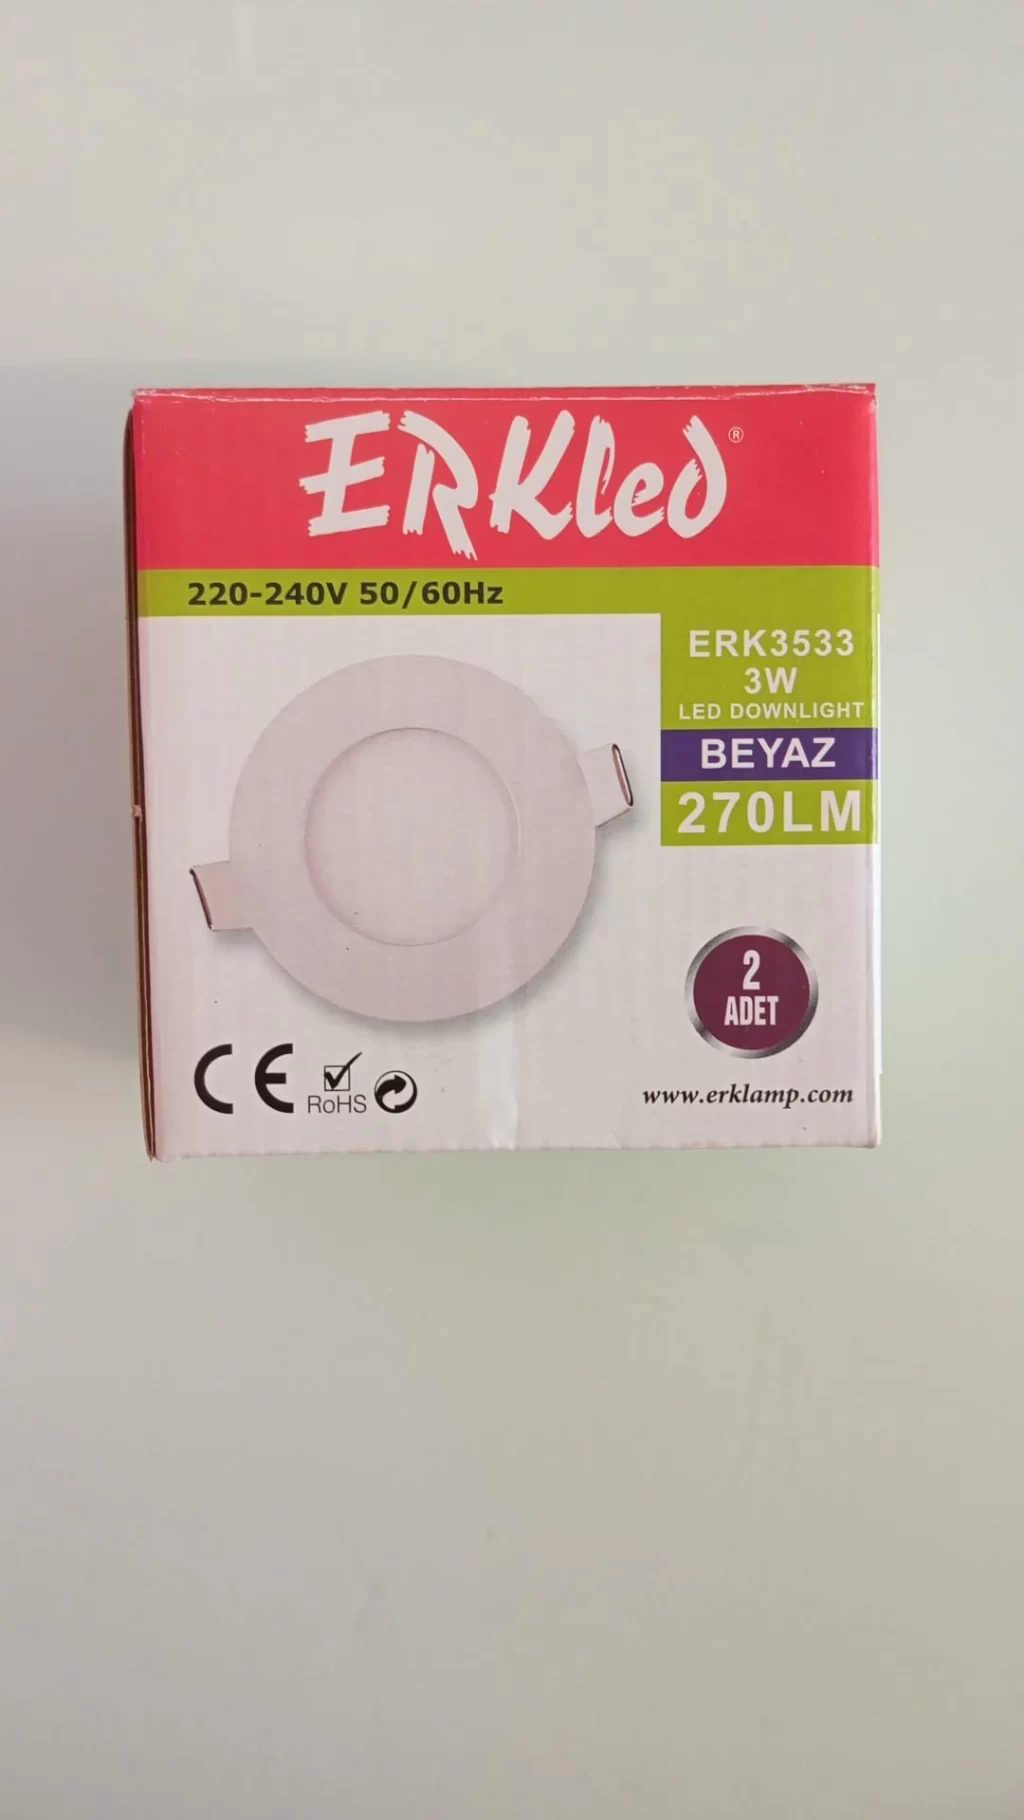 ERKled®
220-240V 50/60Hz
ERK3533
3W
LED DOWNLIGHT
BEYAZ
270LM
2
ADET
CE
RoHS
www.erklamp.com